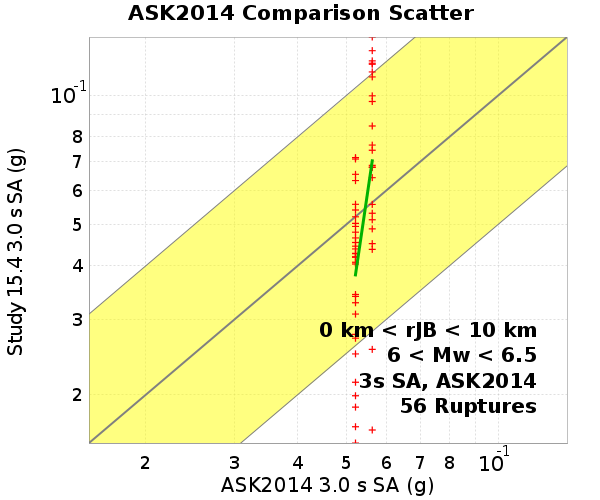 ASK2014 Comparison Scatter
Study 15.4 3.0 s SA (g)
10^-1
8
7
6
5
4
3
2
0 km < rJB < 10 km
6 < Mw < 6.5
3s SA, ASK2014
56 Ruptures
2 3 4 5 6 7 8 10^-1
ASK2014 3.0 s SA (g)